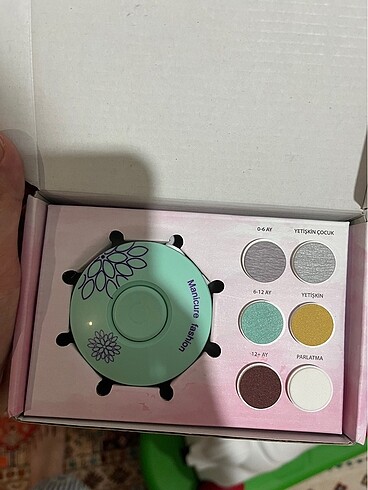 0-6 AY
YETİŞKİN ÇOCUK
6-12 AY
YETİŞKİN
12+ AY
PARLATMA
Manicure fashion